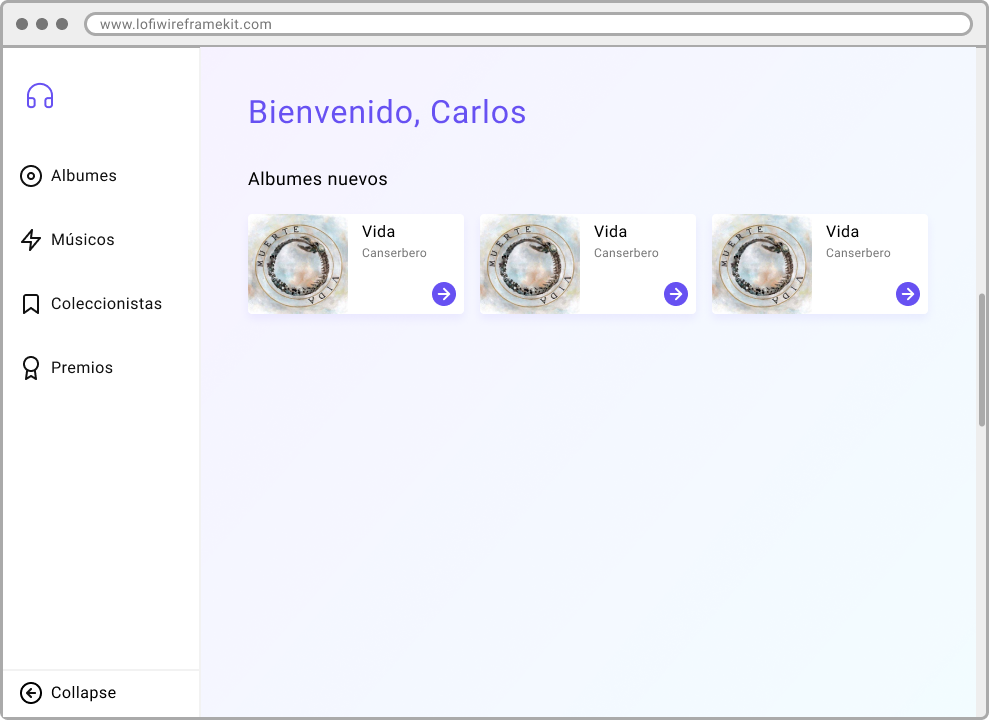 www.lofiwireframekit.com
Bienvenido, Carlos
Albumes
Músicos
Coleccionistas
Premios
Collapse
Albumes nuevos
MUERTE
VIDA
Vida
Canserbero
MUERTE
VIDA
Vida
Canserbero
MUERTE
VIDA
Vida
Canserbero